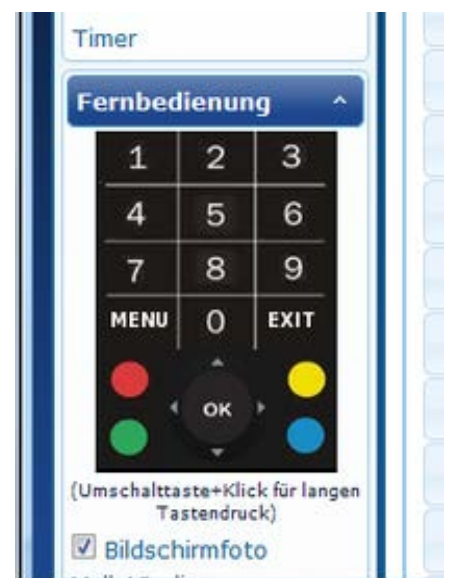 Timer
Fernbedienung
1 2 3
4 5 6
7 8 9
MENU 0 EXIT
OK
(Umschalttaste+Klick für langen
Tastendruck)
Bildschirmfoto